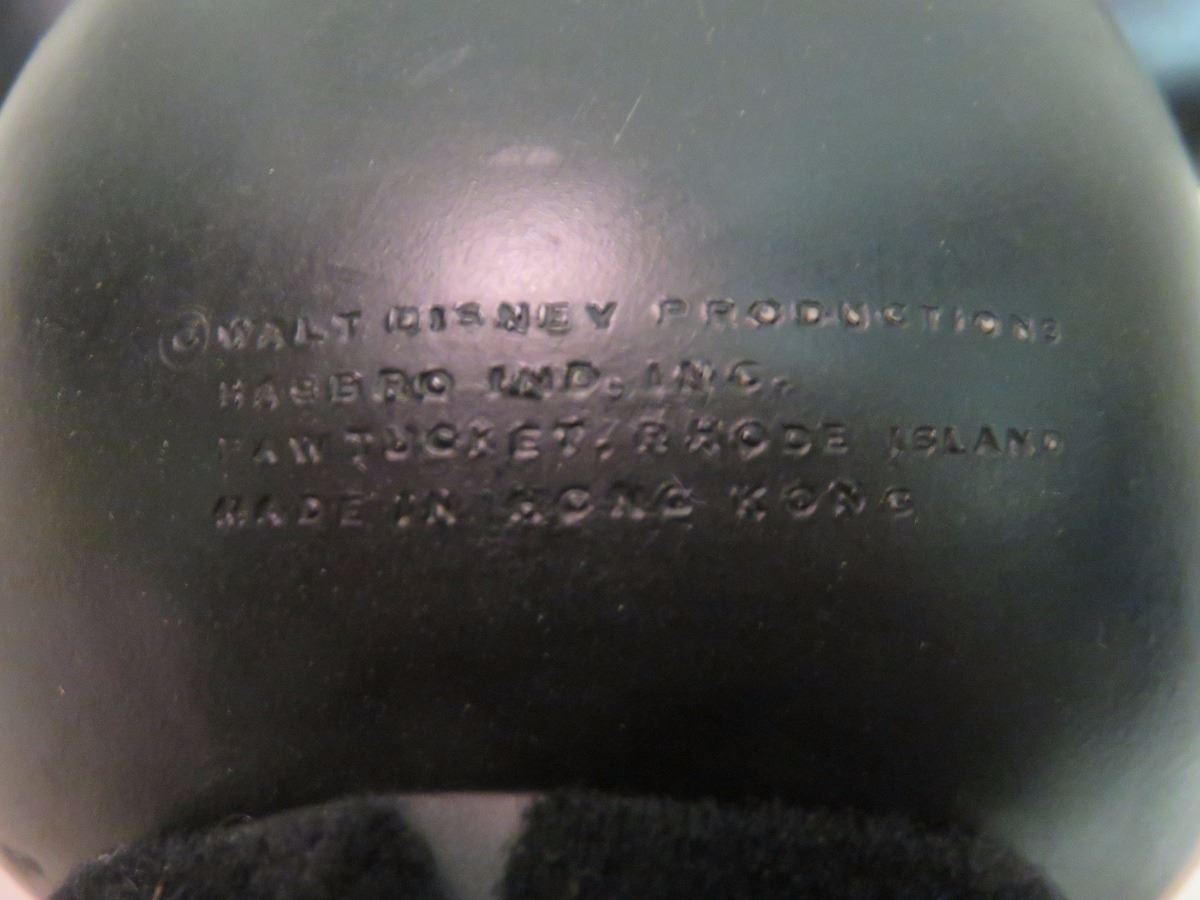 ©WALT DISNEY PRODUCTIONS
HASBRO IND. INC.
PAWTUCKET, RHODE ISLAND
MADE IN HONG KONG